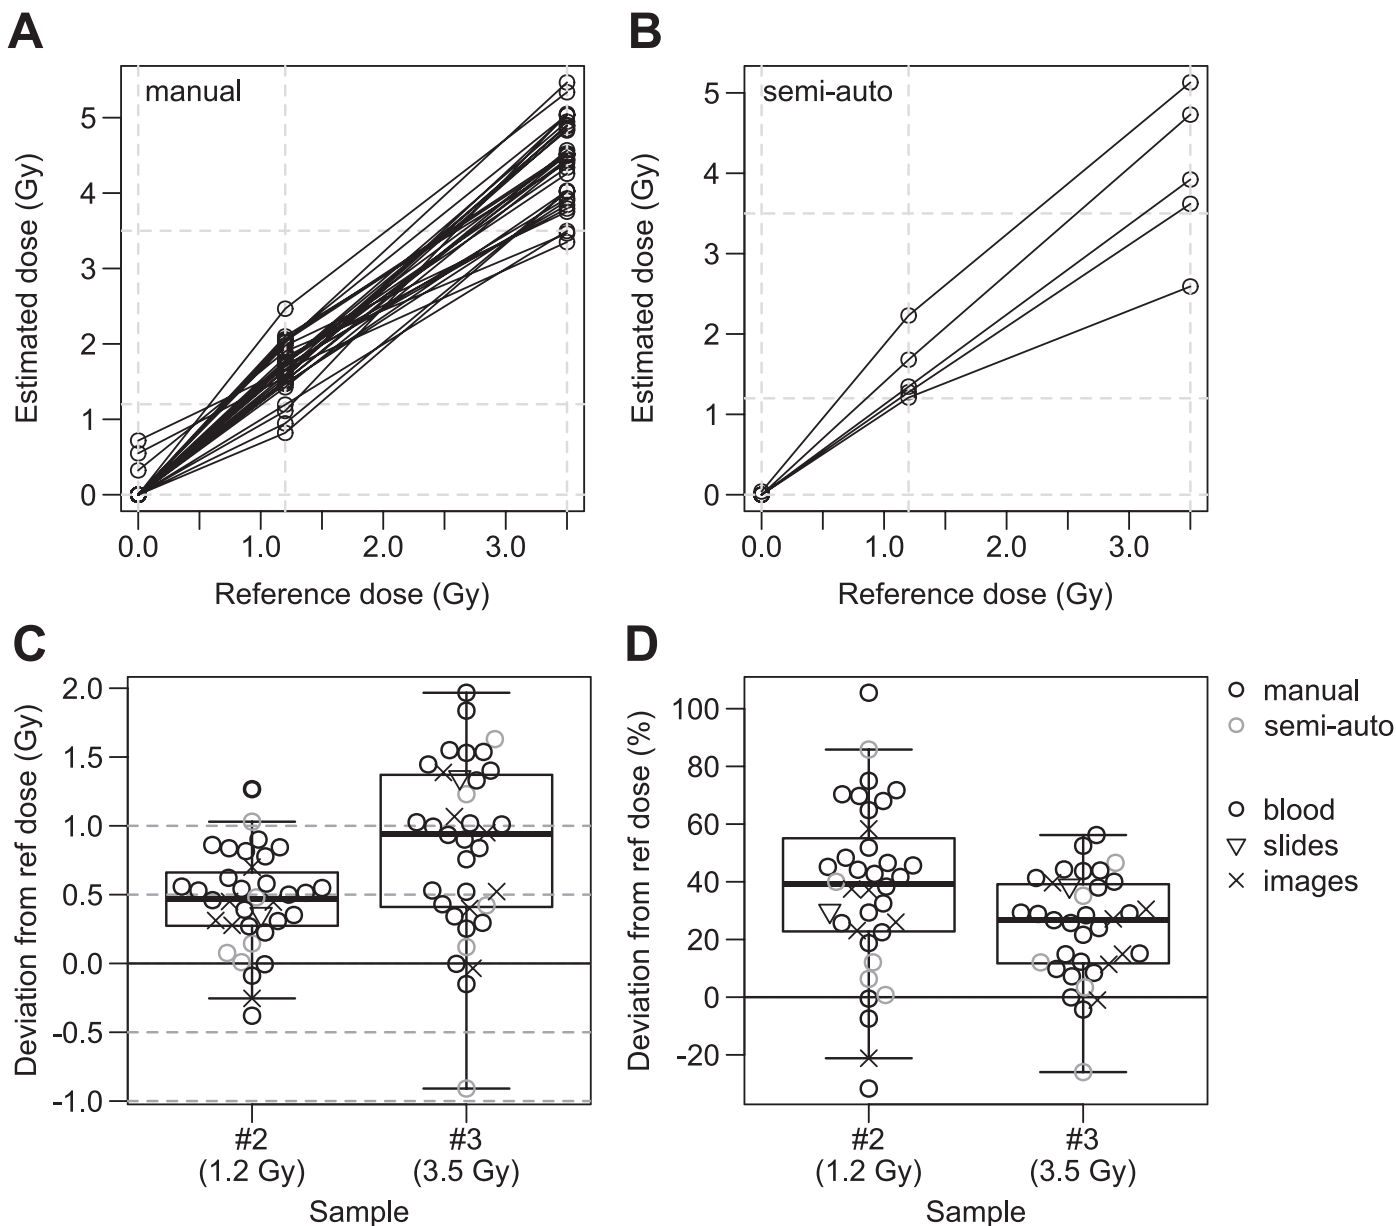 A
manual
5
4
3
2
1
0
Estimated dose (Gy)
0.0
1.0
2.0
3.0
Reference dose (Gy)
B
semi-auto
5
4
3
2
1
0
Estimated dose (Gy)
0.0
1.0
2.0
3.0
Reference dose (Gy)
C
2.0
1.5
1.0
0.5
0.0
-0.5
-1.0
Deviation from ref dose (Gy)
#2
(1.2 Gy)
#3
(3.5 Gy)
Sample
D
100
80
60
40
20
0
-20
Deviation from ref dose (%)
#2
(1.2 Gy)
#3
(3.5 Gy)
Sample
manual
semi-auto
blood
slides
images